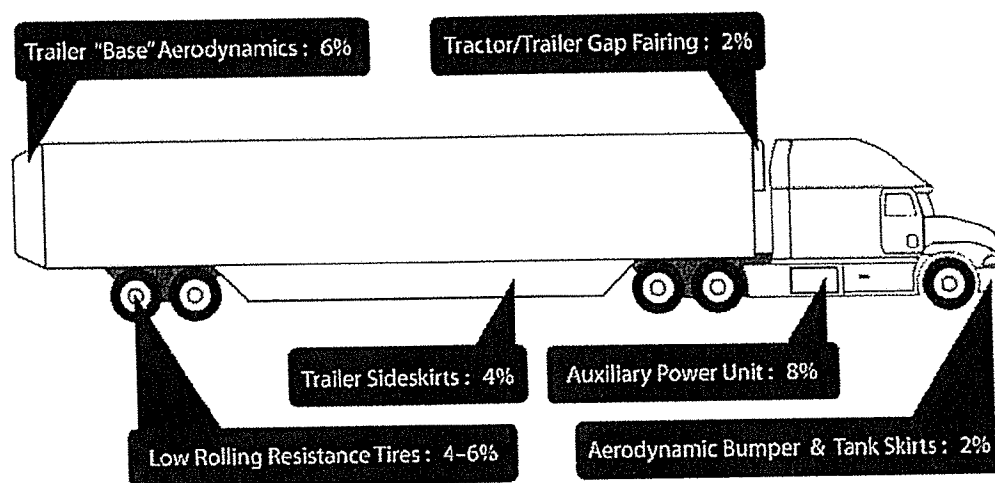 Trailer "Base" Aerodynamics : 6%
Tractor/Trailer Gap Fairing : 2%
Trailer Sideskirts : 4%
Auxiliary Power Unit : 8%
Low Rolling Resistance Tires : 4-6%
Aerodynamic Bumper & Tank Skirts : 2%